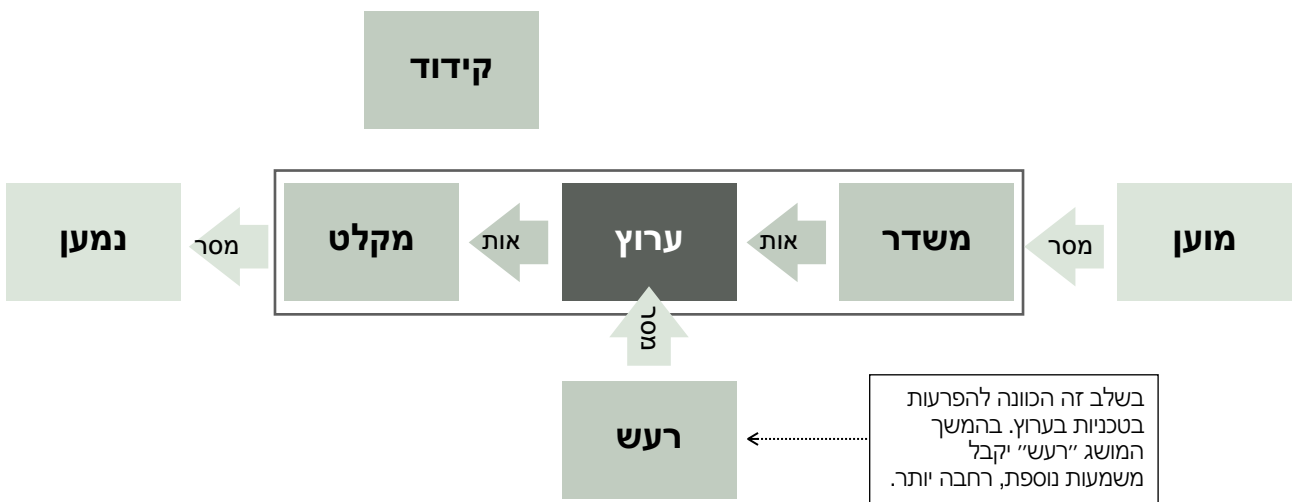 קידוד
מוען
מסר
משדר
אות
ערוץ
אות
מקלט
מסר
נמען
מסר
רעש
בשלב זה הכוונה להפרעות
בטכניות בערוץ. בהמשך
המושג ״רעש״ יקבל
משמעות נוספת, רחבה יותר.